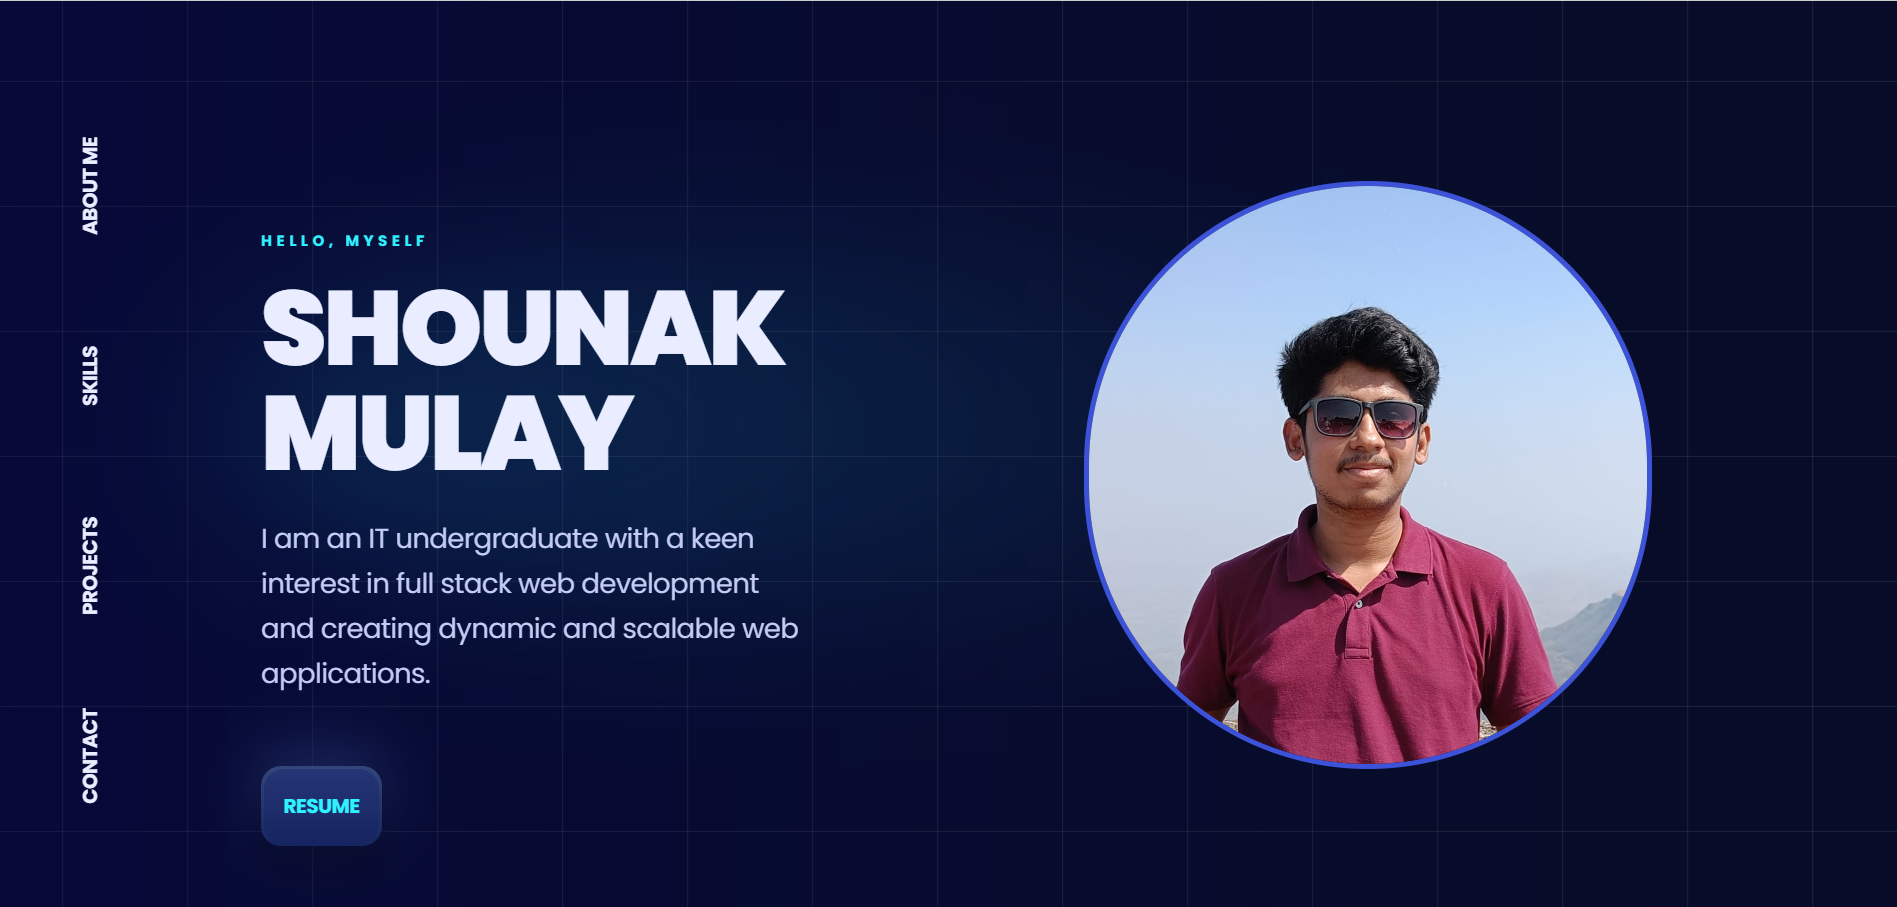 ABOUT ME
SKILLS
PROJECTS
CONTACT
HELLO, MYSELF
SHOUNAK
MULAY
I am an IT undergraduate with a keen
interest in full stack web development
and creating dynamic and scalable web
applications.
RESUME